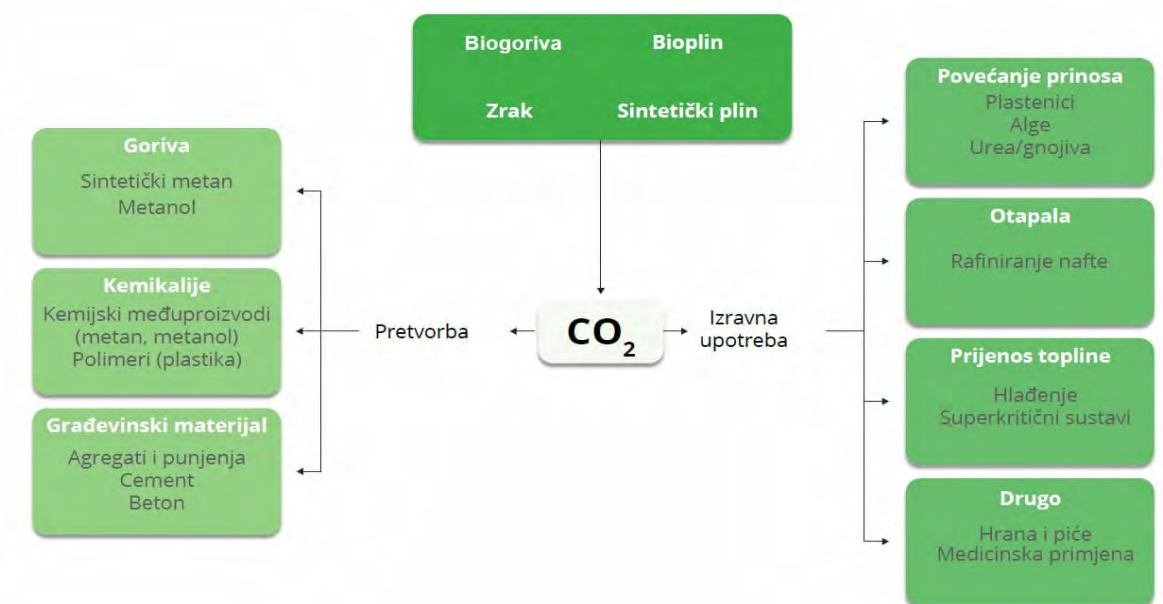 Biogoriva Bioplin
Zrak Sintetički plin
Goriva
Sintetički metan
Metanol
Kemikalije
Kemijski međuproizvodi
(metan, metanol)
Polimeri (plastika)
Građevinski materijal
Agregati i punjenja
Cement
Beton
Pretvorba
CO2
Izravna
upotreba
Povećanje prinosa
Plastenici
Alge
Urea/gnojiva
Otapala
Rafiniranje nafte
Prijenos topline
Hlađenje
Superkritični sustavi
Drugo
Hrana i piće
Medicinska primjena